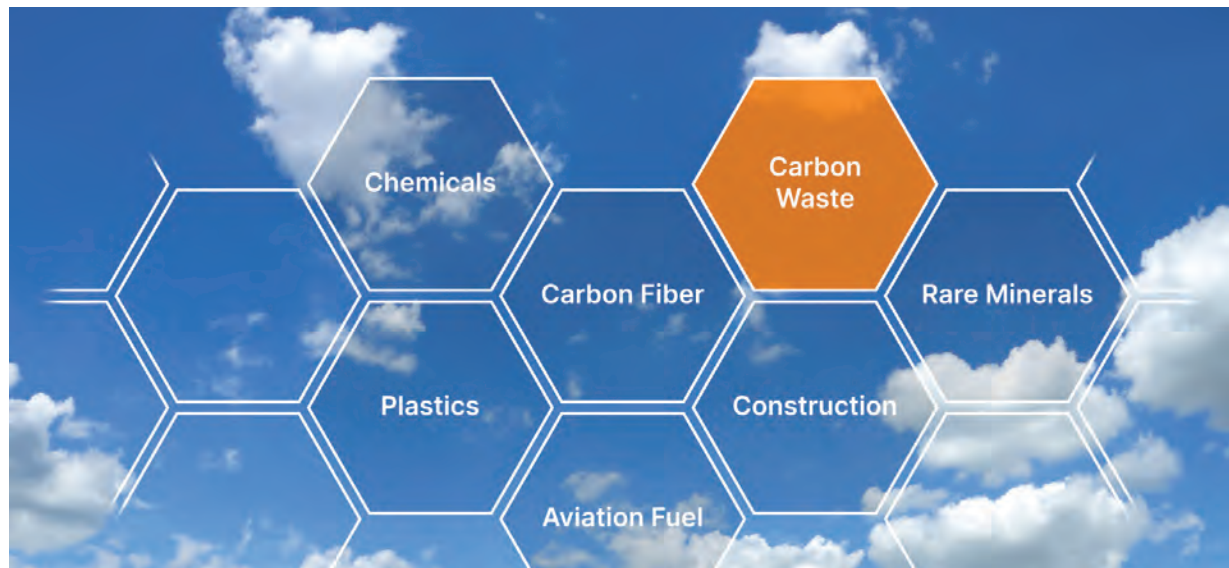 Chemicals
Carbon
Waste
Carbon Fiber
Rare Minerals
Plastics
Construction
Aviation Fuel